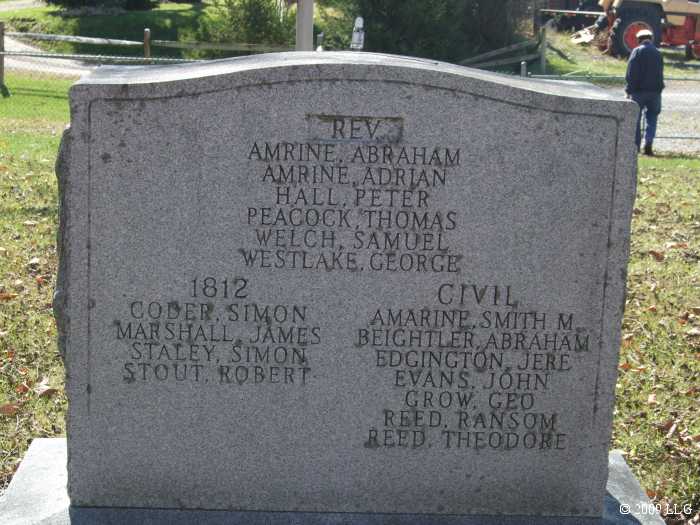 REV.
AMRINE, ABRAHAM
AMRINE, ADRIAN
HALL, PETER
PEACOCK, THOMAS
WELCH, SAMUEL
WESTLAKE, GEORGE
1812
CODER, SIMON
MARSHALL, JAMES
STALEY, SIMON
STOUT, ROBERT
CIVIL
AMARINE, SMITH M.
BEIGHTLER, ABRAHAM
EDGINGTON, JERE
EVANS, JOHN
GROW, GEO
REED, RANSOM
REED, THEODORE
© 2009 LLG